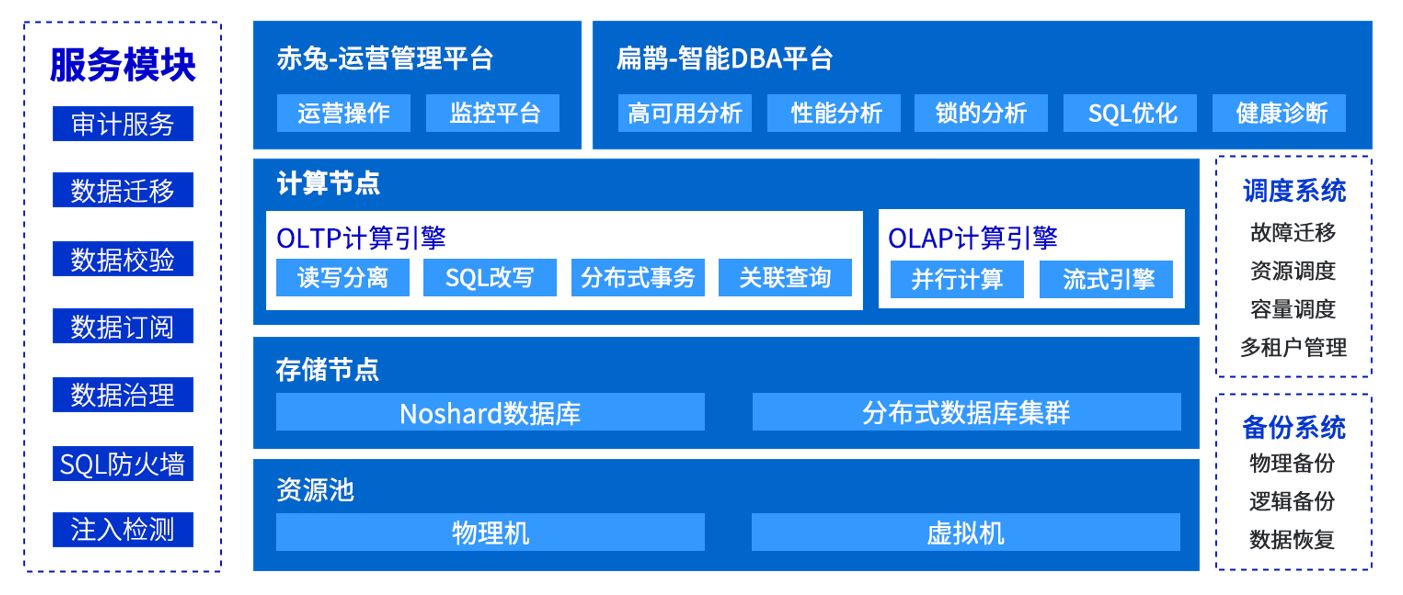 服务模块
审计服务
数据迁移
数据校验
数据订阅
数据治理
SQL防火墙
注入检测
赤兔-运营管理平台
运营操作
监控平台
扁鹊-智能DBA平台
高可用分析
性能分析
锁的分析
SQL优化
健康诊断
计算节点
OLTP计算引擎
读写分离
SQL改写
分布式事务
关联查询
OLAP计算引擎
并行计算
流式引擎
存储节点
Noshard数据库
分布式数据库集群
资源池
物理机
虚拟机
调度系统
故障迁移
资源调度
容量调度
多租户管理
备份系统
物理备份
逻辑备份
数据恢复